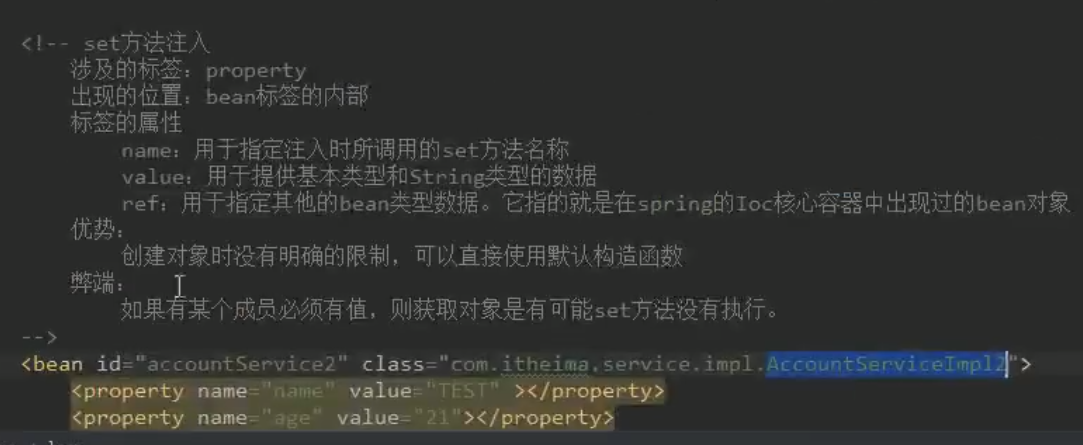 <!-- set方法注入
涉及的标签：property
出现的位置：bean标签的内部
标签的属性
name：用于指定注入时所调用的set方法名称
value：用于提供基本类型和String类型的数据
ref：用于指定其他的bean类型数据。它指的就是在spring的Ioc核心容器中出现过的bean对象
优势：
创建对象时没有明确的限制，可以直接使用默认构造函数
弊端：
如果有某个成员必须有值，则获取对象是有可能set方法没有执行。
-->
<bean id="accountService2" class="com.itheima.service.impl.AccountServiceImpl2">
<property name="name" value="TEST" ></property>
<property name="age" value="21"></property>